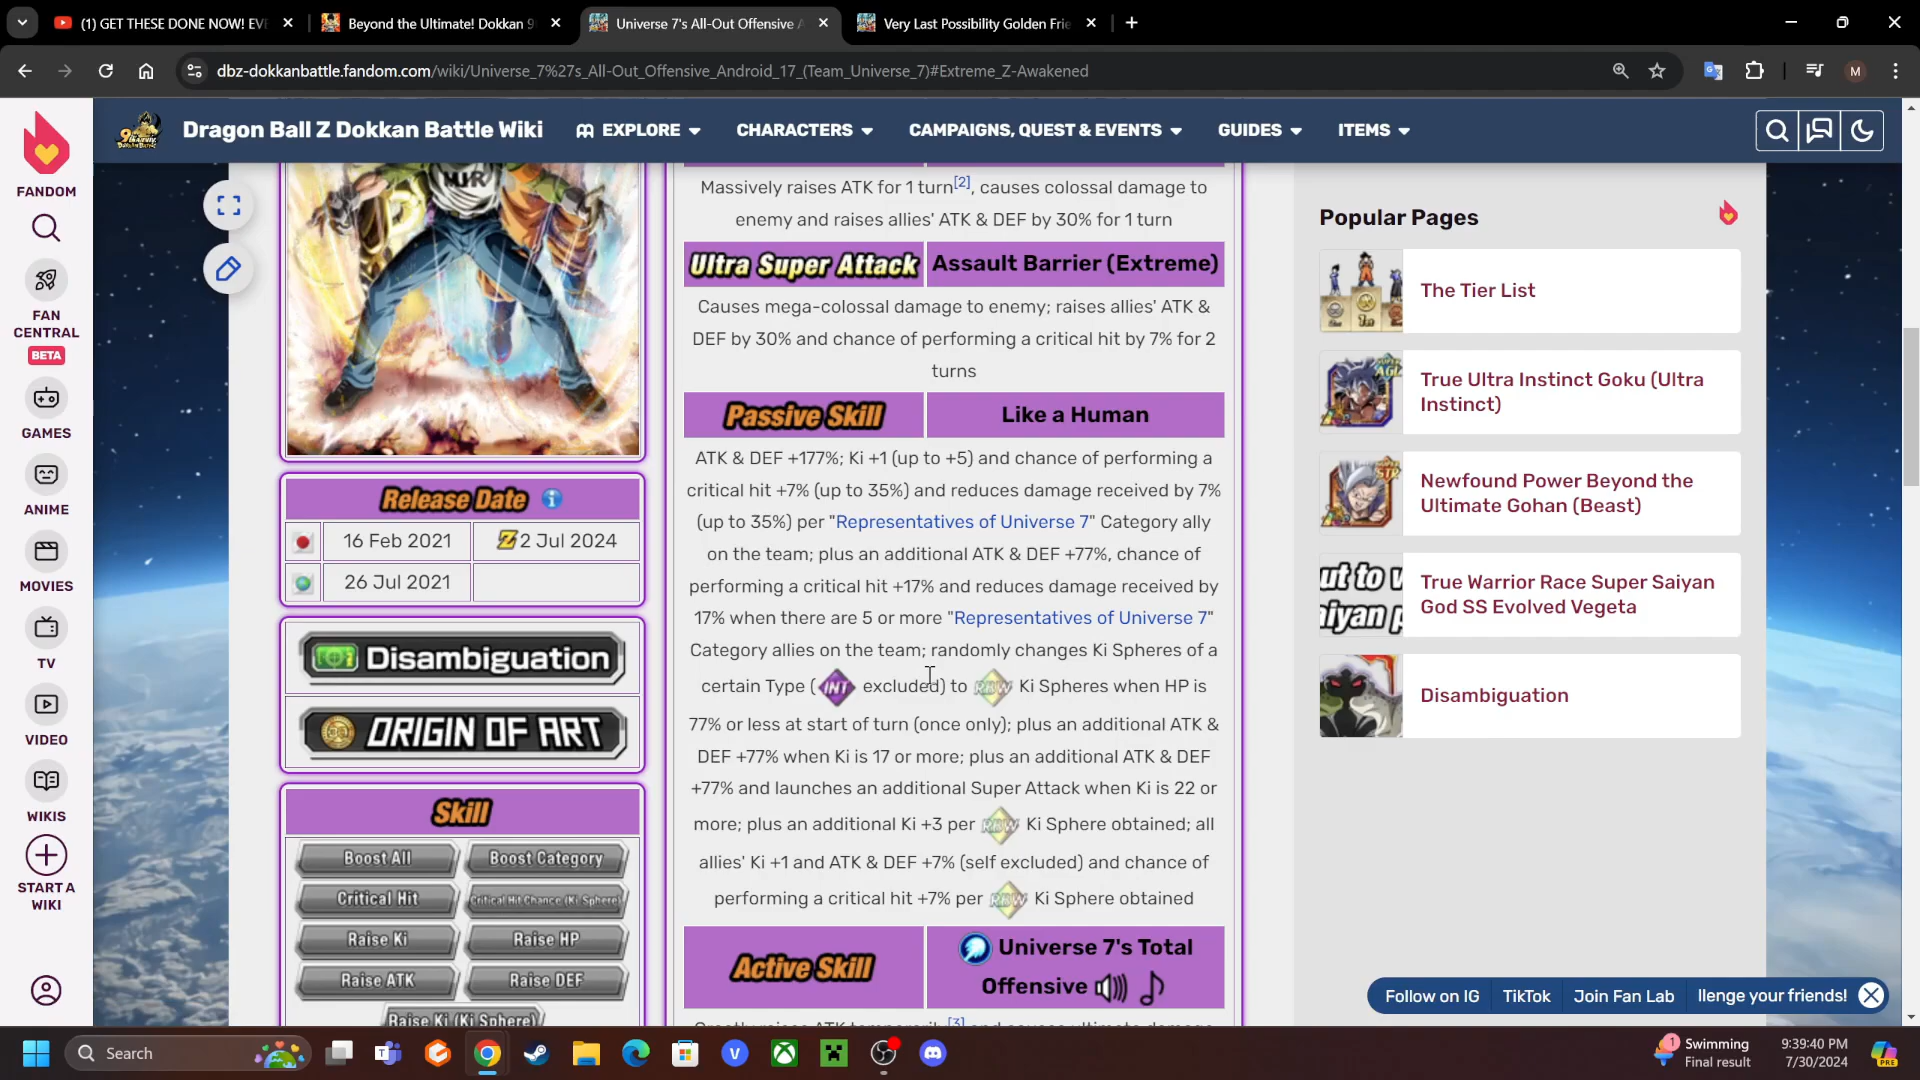 (1) GET THESE DONE NOW! EVE
Beyond the Ultimate! Dokkan 9
Universe 7's All-Out Offensive A
Very Last Possibility Golden Frie
dbz-dokkanbattle.fandom.com/wiki/Universe_7%27s_All-Out_Offensive_Android_17_(Team_Universe_7)#Extreme_Z-Awakened
M
Dragon Ball Z Dokkan Battle Wiki
EXPLORE
CHARACTERS
CAMPAIGNS, QUEST & EVENTS
GUIDES
ITEMS
FANDOM
FAN CENTRAL
BETA
GAMES
ANIME
MOVIES
TV
VIDEO
WIKIS
START A WIKI
Release Date
16 Feb 2021
Z 2 Jul 2024
26 Jul 2021
Disambiguation
ORIGIN OF ART
Skill
Boost All
Boost Category
Critical Hit
Critical Hit Chance (Ki Sphere)
Raise Ki
Raise HP
Raise ATK
Raise DEF
Raise Ki (Ki Sphere)
Massively raises ATK for 1 turn[2], causes colossal damage to
enemy and raises allies' ATK & DEF by 30% for 1 turn
Ultra Super Attack
Assault Barrier (Extreme)
Causes mega-colossal damage to enemy; raises allies' ATK &
DEF by 30% and chance of performing a critical hit by 7% for 2
turns
Passive Skill
Like a Human
ATK & DEF +177%; Ki +1 (up to +5) and chance of performing a
critical hit +7% (up to 35%) and reduces damage received by 7%
(up to 35%) per "Representatives of Universe 7" Category ally
on the team; plus an additional ATK & DEF +77%, chance of
performing a critical hit +17% and reduces damage received by
17% when there are 5 or more "Representatives of Universe 7"
Category allies on the team; randomly changes Ki Spheres of a
certain Type ( INT excluded) to RBW Ki Spheres when HP is
77% or less at start of turn (once only); plus an additional ATK &
DEF +77% when Ki is 17 or more; plus an additional ATK & DEF
+77% and launches an additional Super Attack when Ki is 22 or
more; plus an additional Ki +3 per RBW Ki Sphere obtained; all
allies' Ki +1 and ATK & DEF +7% (self excluded) and chance of
performing a critical hit +7% per RBW Ki Sphere obtained
Active Skill
Universe 7's Total
Offensive
Popular Pages
The Tier List
True Ultra Instinct Goku (Ultra
Instinct)
Newfound Power Beyond the
Ultimate Gohan (Beast)
True Warrior Race Super Saiyan
God SS Evolved Vegeta
Disambiguation
Follow on IG
TikTok
Join Fan Lab
llenge your friends!
Search
Swimming
Final result
9:39:40 PM
7/30/2024